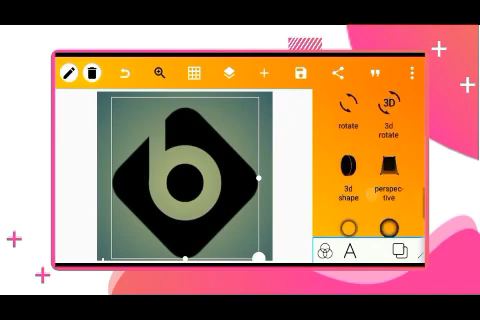 b
3D
rotate
3d
rotate
3d
shape
perspec-
tive
A